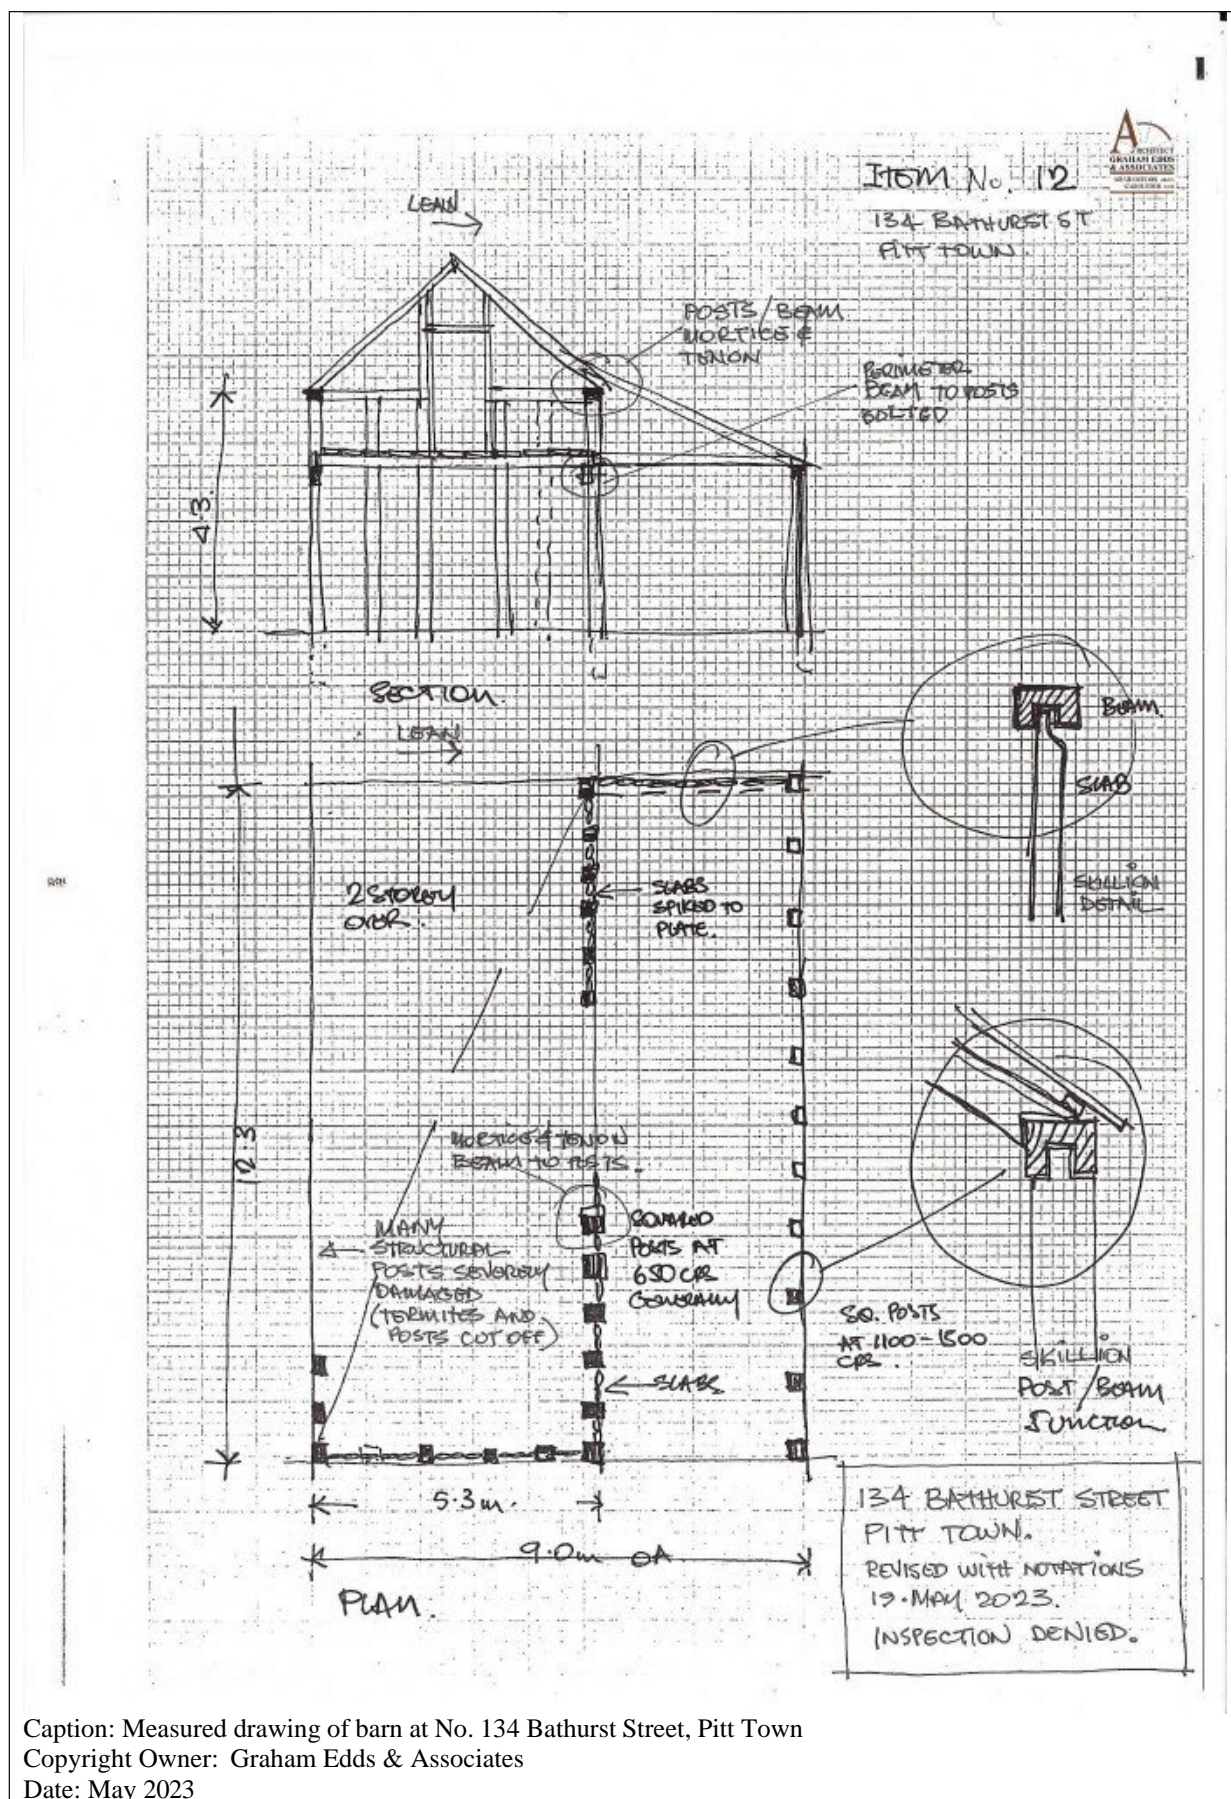 ARCHITECT
GRAHAM EDDS
& ASSOCIATES
ITEM No. 12
134 BATHURST ST
PITT TOWN
LEAN
POSTS/BEAM
MORTICE &
TENON
PERIMETER
BEAM TO POSTS
BOLTED
4.3
SECTION.
LEAN
BEAM.
SLAB
SKILLION
DETAIL
2 STOREY
OVER.
SLABS
SPIKED TO
PLATE.
12.3
MORTICE & TENON
BEAM TO POSTS.
MANY
STRUCTURAL
POSTS SEVERELY
DAMAGED
(TERMITES AND
POSTS CUT OFF)
SQUARED
POSTS AT
650 CRS
GENERALLY
SLABS
SQ. POSTS
AT 1100-1500
CRS.
SKILLION
POST/BEAM
JUNCTION
5.3m.
9.0m OA
PLAN.
134 BATHURST STREET
PITT TOWN.
REVISED WITH NOTATIONS
19.MAY 2023.
INSPECTION DENIED.
Caption: Measured drawing of barn at No. 134 Bathurst Street, Pitt Town
Copyright Owner: Graham Edds & Associates
Date: May 2023